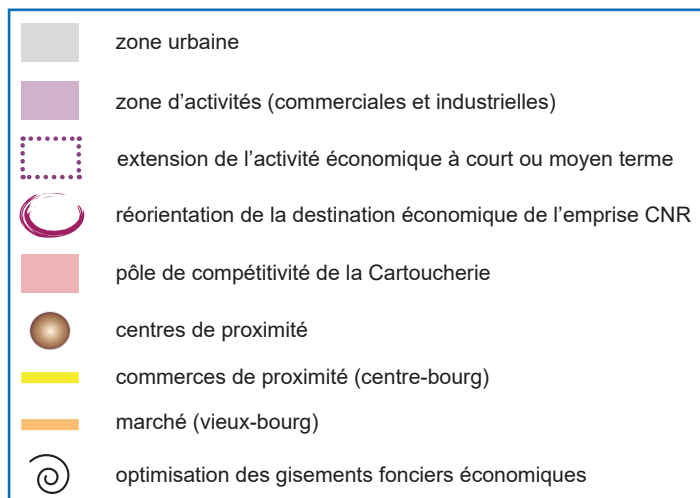 zone urbaine
zone d’activités (commerciales et industrielles)
extension de l’activité économique à court ou moyen terme
réorientation de la destination économique de l’emprise CNR
pôle de compétitivité de la Cartoucherie
centres de proximité
commerces de proximité (centre-bourg)
marché (vieux-bourg)
optimisation des gisements fonciers économiques